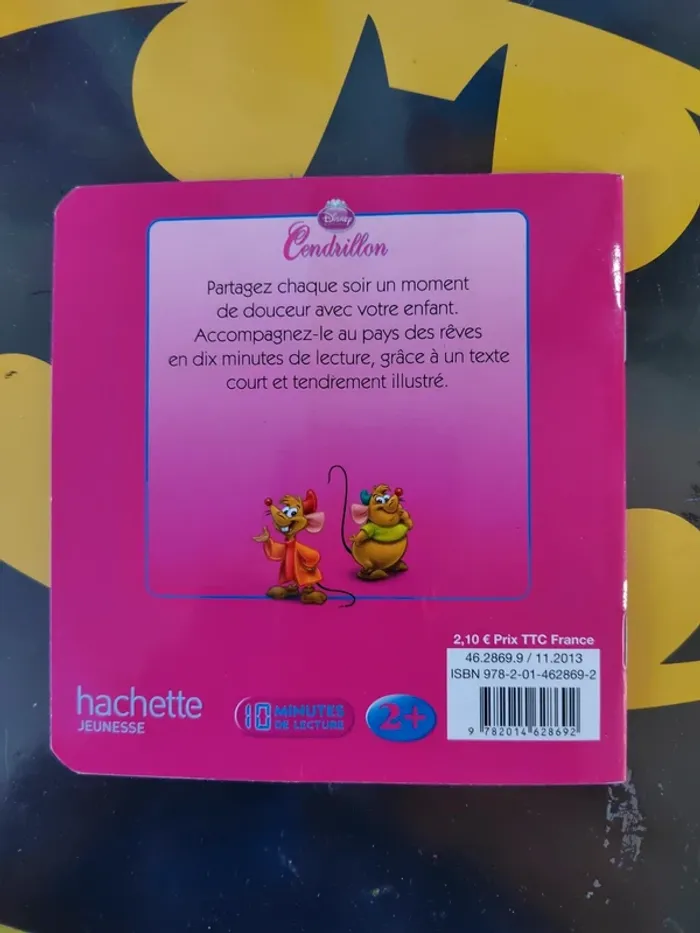 Disney
Cendrillon
Partagez chaque soir un moment
de douceur avec votre enfant.
Accompagnez-le au pays des rêves
en dix minutes de lecture, grâce à un texte
court et tendrement illustré.
2,10 € Prix TTC France
46.2869.9 / 11.2013
ISBN 978-2-01-462869-2
9 782014 628692
hachette
JEUNESSE
10 MINUTES
DE LECTURE
2+